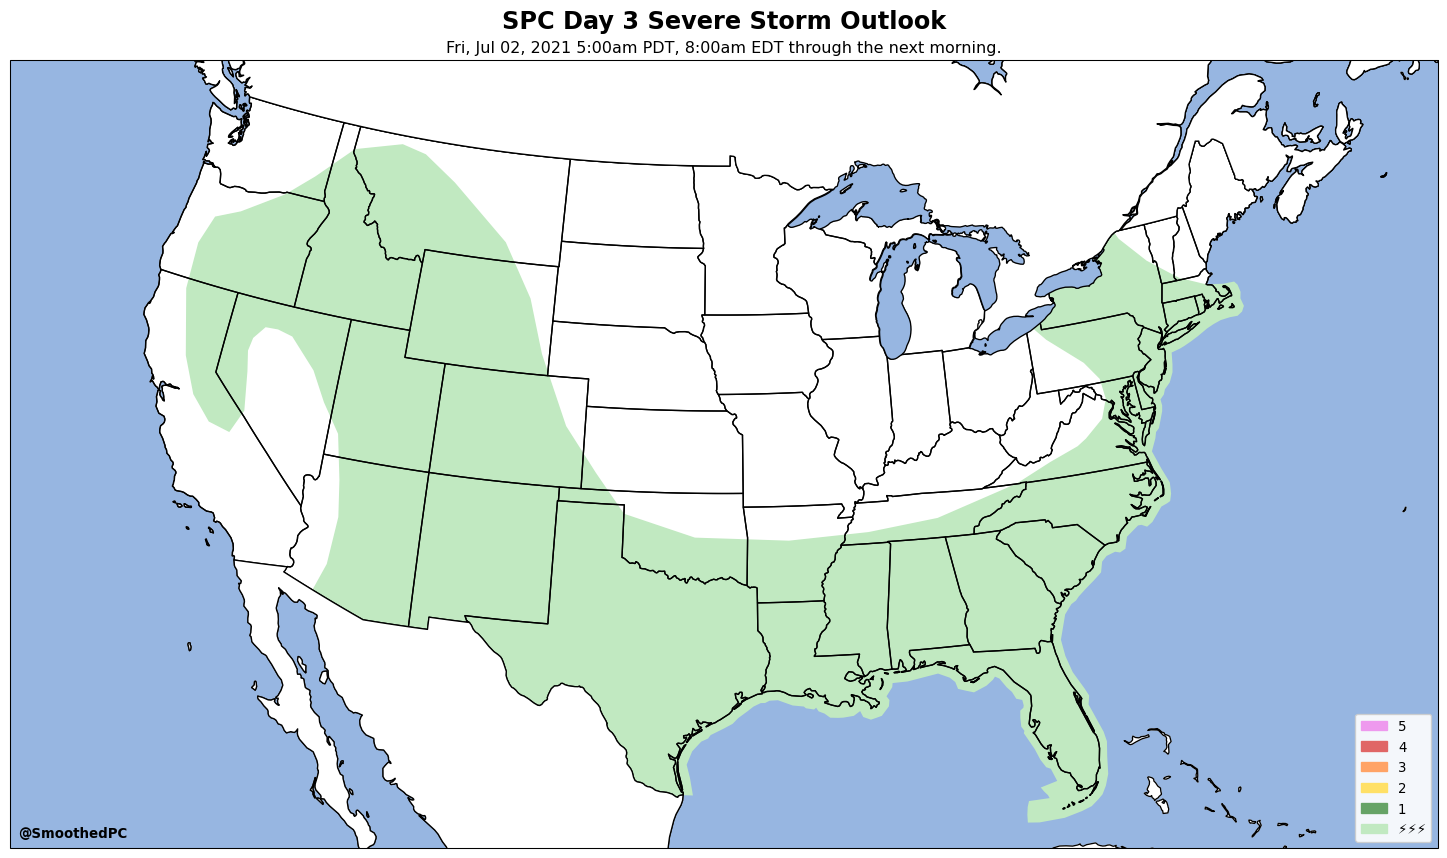 SPC Day 3 Severe Storm Outlook
Fri, Jul 02, 2021 5:00am PDT, 8:00am EDT through the next morning.
5
4
3
2
1
⚡⚡⚡
@SmoothedPC